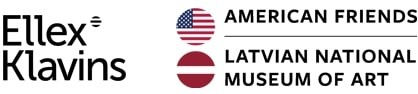 Ellex
Klavins
AMERICAN FRIENDS
LATVIAN NATIONAL
MUSEUM OF ART